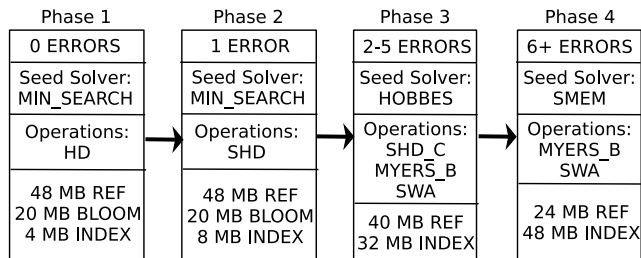 Phase 1
0 ERRORS
Seed Solver:
MIN_SEARCH
Operations:
HD
48 MB REF
20 MB BLOOM
4 MB INDEX
Phase 2
1 ERROR
Seed Solver:
MIN_SEARCH
Operations:
SHD
48 MB REF
20 MB BLOOM
8 MB INDEX
Phase 3
2-5 ERRORS
Seed Solver:
HOBBES
Operations:
SHD_C
MYERS_B
SWA
40 MB REF
32 MB INDEX
Phase 4
6+ ERRORS
Seed Solver:
SMEM
Operations:
MYERS_B
SWA
24 MB REF
48 MB INDEX